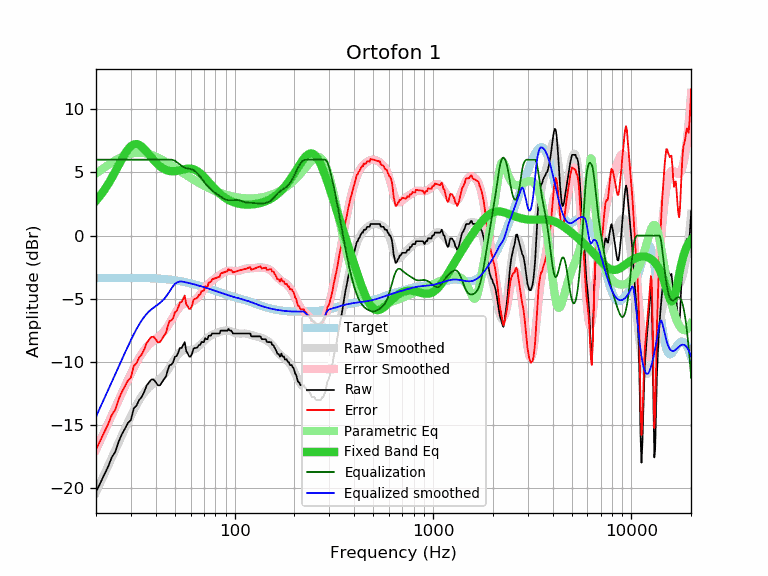 Ortofon 1
Amplitude (dBr)
10
5
0
−5
−10
−15
−20
Target
Raw Smoothed
Error Smoothed
Raw
Error
Parametric Eq
Fixed Band Eq
Equalization
Equalized smoothed
100
1000
10000
Frequency (Hz)